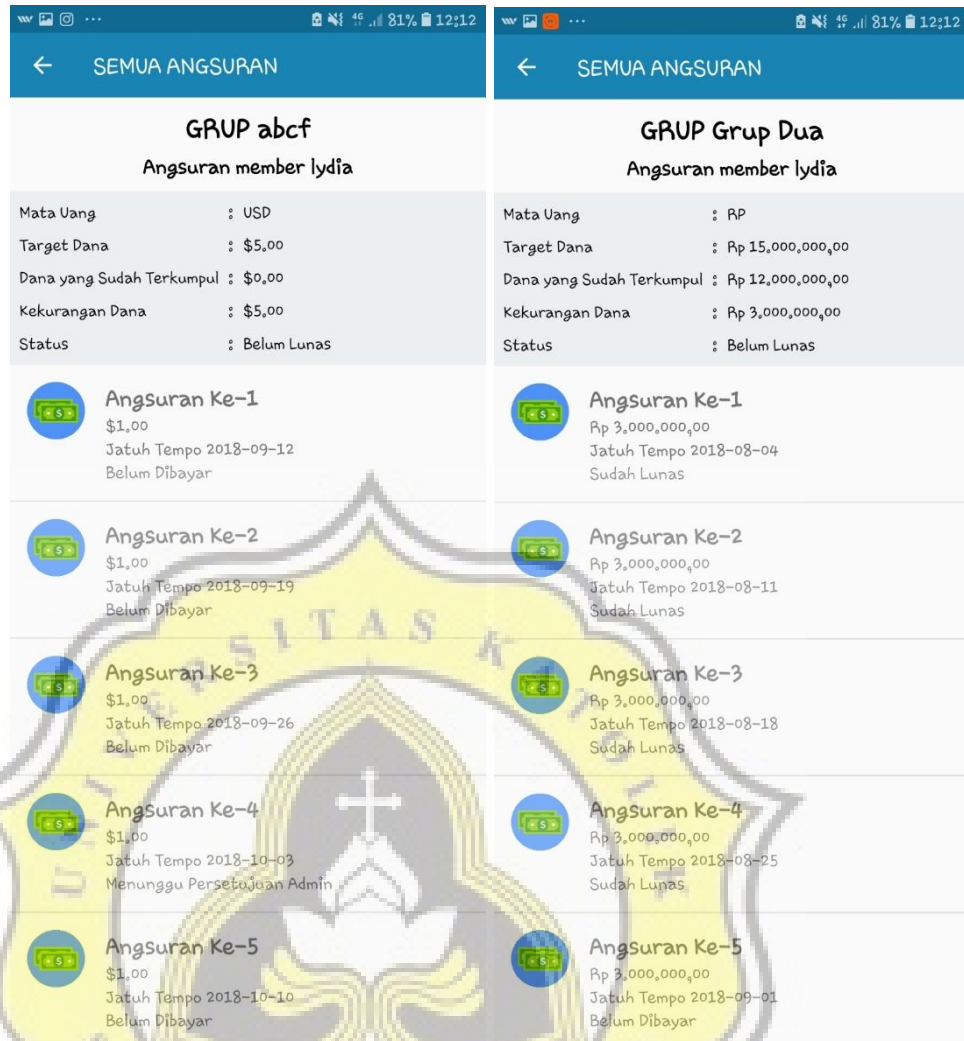 81% 12:12
SEMUA ANGSURAN
GRUP abcf
Angsuran member lydia
Mata Uang : USD
Target Dana : $5.00
Dana yang Sudah Terkumpul : $0.00
Kekurangan Dana : $5.00
Status : Belum Lunas
Angsuran Ke-1
$1.00
Jatuh Tempo 2018-09-12
Belum Dibayar
Angsuran Ke-2
$1.00
Jatuh Tempo 2018-09-19
Belum Dibayar
Angsuran Ke-3
$1.00
Jatuh Tempo 2018-09-26
Belum Dibayar
Angsuran Ke-4
$1.00
Jatuh Tempo 2018-10-03
Menunggu Persetujuan Admin
Angsuran Ke-5
$1.00
Jatuh Tempo 2018-10-10
Belum Dibayar
81% 12:12
SEMUA ANGSURAN
GRUP Grup Dua
Angsuran member lydia
Mata Uang : RP
Target Dana : Rp 15.000.000,00
Dana yang Sudah Terkumpul : Rp 12.000.000,00
Kekurangan Dana : Rp 3.000.000,00
Status : Belum Lunas
Angsuran Ke-1
Rp 3.000.000,00
Jatuh Tempo 2018-08-04
Sudah Lunas
Angsuran Ke-2
Rp 3.000.000,00
Jatuh Tempo 2018-08-11
Sudah Lunas
Angsuran Ke-3
Rp 3.000.000,00
Jatuh Tempo 2018-08-18
Sudah Lunas
Angsuran Ke-4
Rp 3.000.000,00
Jatuh Tempo 2018-08-25
Sudah Lunas
Angsuran Ke-5
Rp 3.000.000,00
Jatuh Tempo 2018-09-01
Belum Dibayar